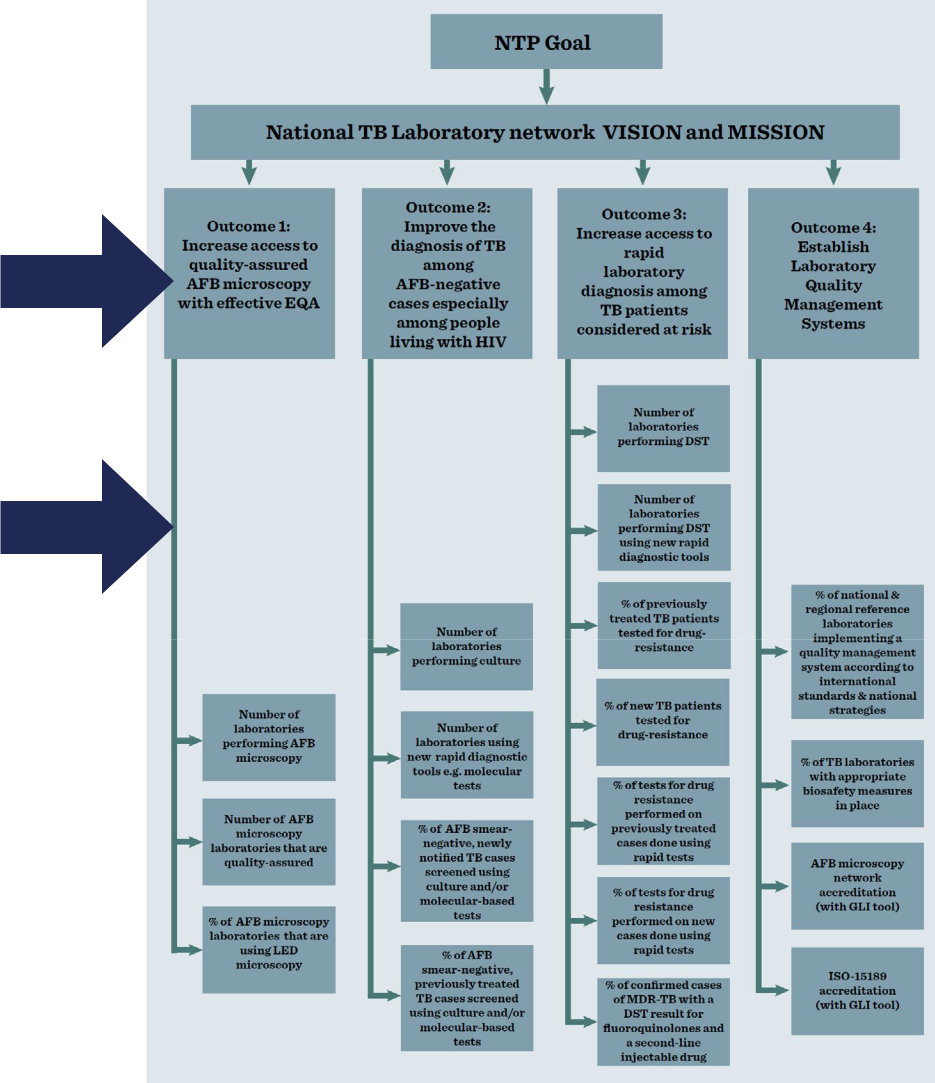 NTP Goal
National TB Laboratory network VISION and MISSION
Outcome 1:
Increase access to
quality-assured
AFB microscopy
with effective EQA
Outcome 2:
Improve the
diagnosis of TB
among
AFB-negative
cases especially
among people
living with HIV
Outcome 3:
Increase access to
rapid
laboratory
diagnosis among
TB patients
considered at risk
Outcome 4:
Establish
Laboratory
Quality
Management
Systems
Number of
laboratories
performing AFB
microscopy
Number of AFB
microscopy
laboratories that are
quality-assured
% of AFB microscopy
laboratories that are
using LED
microscopy
Number of
laboratories
performing culture
Number of
laboratories using
new rapid diagnostic
tools e.g. molecular
tests
% of AFB smear-
negative, newly
notified TB cases
screened using
culture and/or
molecular-based
tests
% of AFB
smear-negative,
previously treated
TB cases screened
using culture and/or
molecular-based
tests
Number of
laboratories
performing DST
Number of
laboratories
performing DST
using new rapid
diagnostic tools
% of previously
treated TB patients
tested for drug-
resistance
% of new TB patients
tested for
drug-resistance
% of tests for drug
resistance
performed on
previously treated
cases done using
rapid tests
% of tests for drug
resistance
performed on new
cases done using
rapid tests
% of confirmed cases
of MDR-TB with a
DST result for
fluoroquinolones and
a second-line
injectable drug
% of national &
regional reference
laboratories
implementing a
quality management
system according to
international
standards & national
strategies
% of TB laboratories
with appropriate
biosafety measures
in place
AFB microscopy
network
accreditation
(with GLI tool)
ISO-15189
accreditation
(with GLI tool)